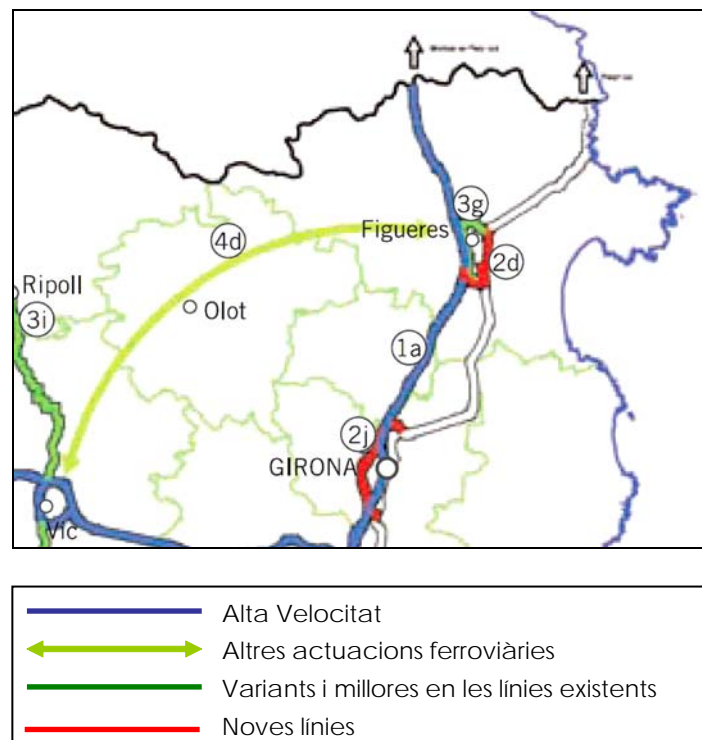 3g
Figueres
4d
2d
Ripoll
3i
Olot
1a
2j
GIRONA
Vic
Alta Velocitat
Altres actuacions ferroviàries
Variants i millores en les línies existents
Noves línies